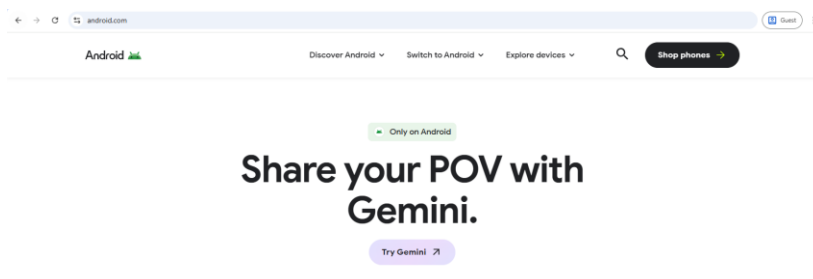 android.com
Guest
Android
Discover Android
Switch to Android
Explore devices
Shop phones →
Only on Android
Share your POV with
Gemini.
Try Gemini ↗